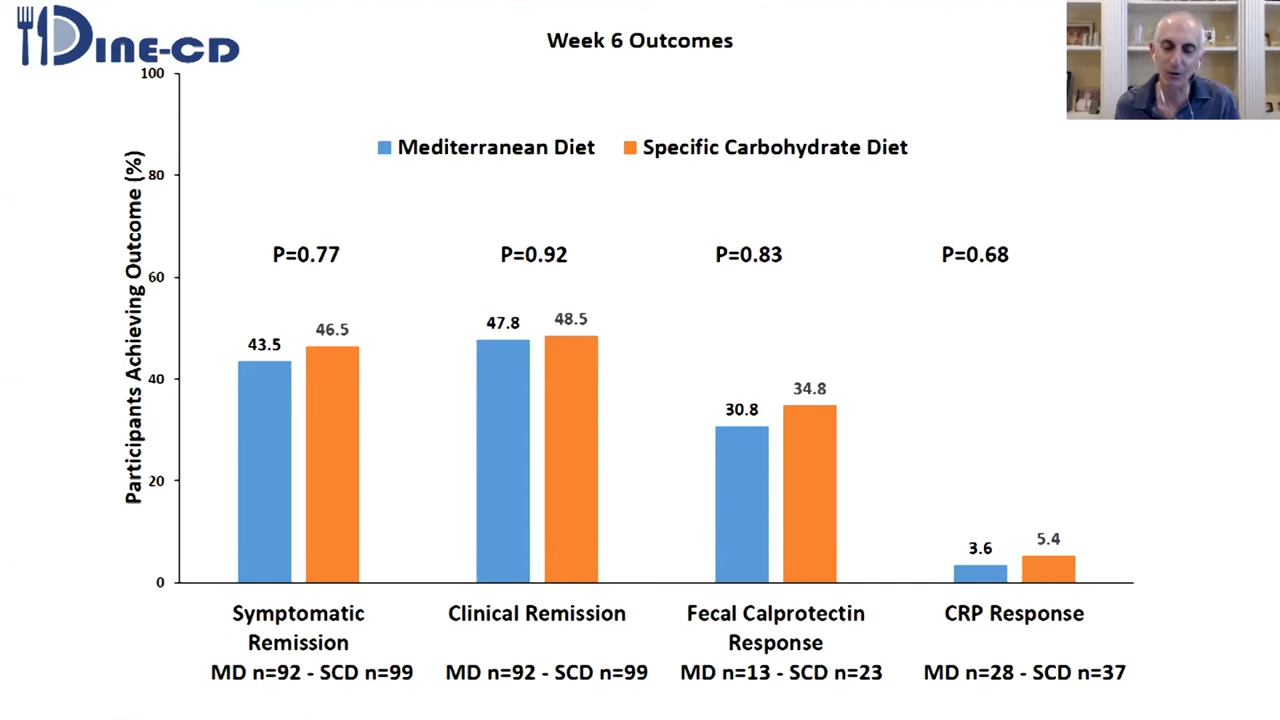 DINE-CD
Week 6 Outcomes
Mediterranean Diet
Specific Carbohydrate Diet
Participants Achieving Outcome (%)
100
80
60
40
20
0
P=0.77
P=0.92
P=0.83
P=0.68
43.5
46.5
47.8
48.5
30.8
34.8
3.6
5.4
Symptomatic
Remission
MD n=92 - SCD n=99
Clinical Remission
MD n=92 - SCD n=99
Fecal Calprotectin
Response
MD n=13 - SCD n=23
CRP Response
MD n=28 - SCD n=37